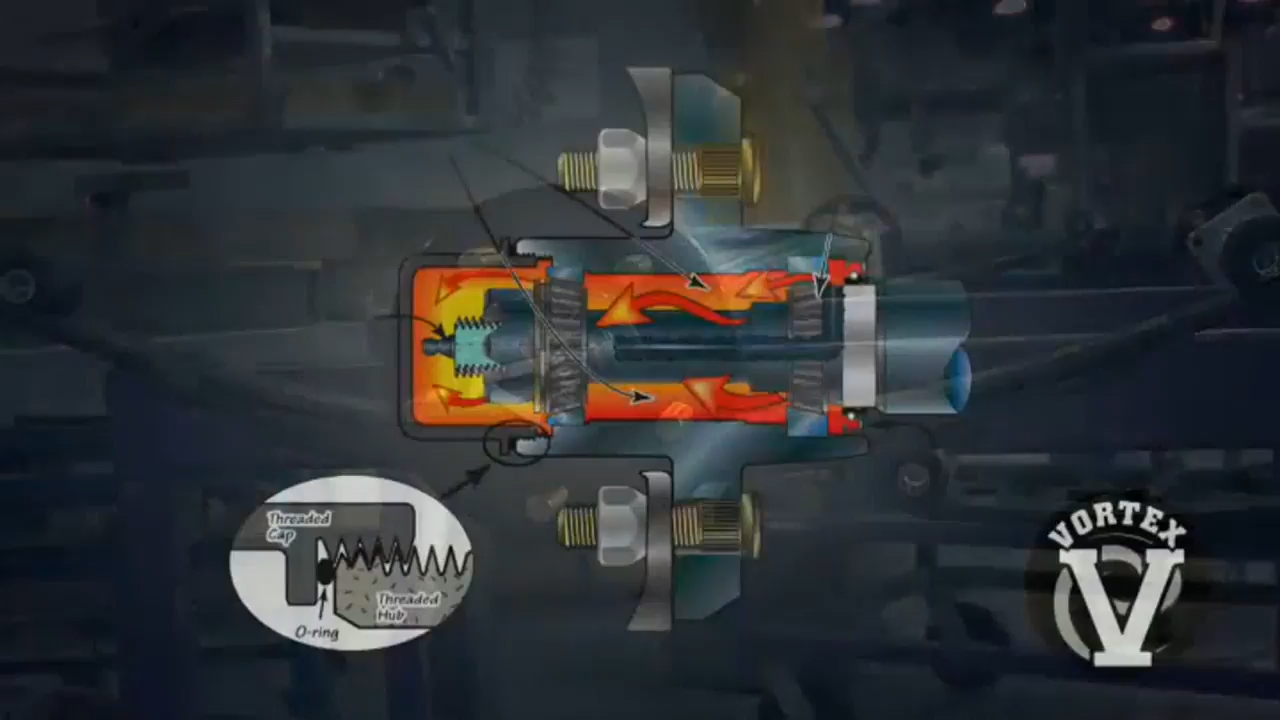 Threaded
Cap
Threaded
Hub
O-ring
VORTEX
V